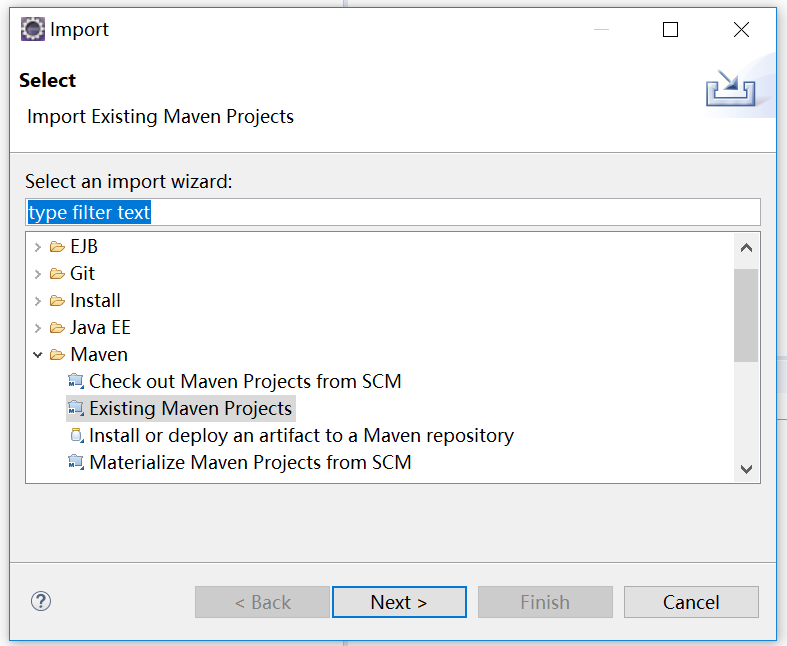 Import
Select
Import Existing Maven Projects
Select an import wizard:
type filter text
EJB
Git
Install
Java EE
Maven
Check out Maven Projects from SCM
Existing Maven Projects
Install or deploy an artifact to a Maven repository
Materialize Maven Projects from SCM
? < Back Next > Finish Cancel